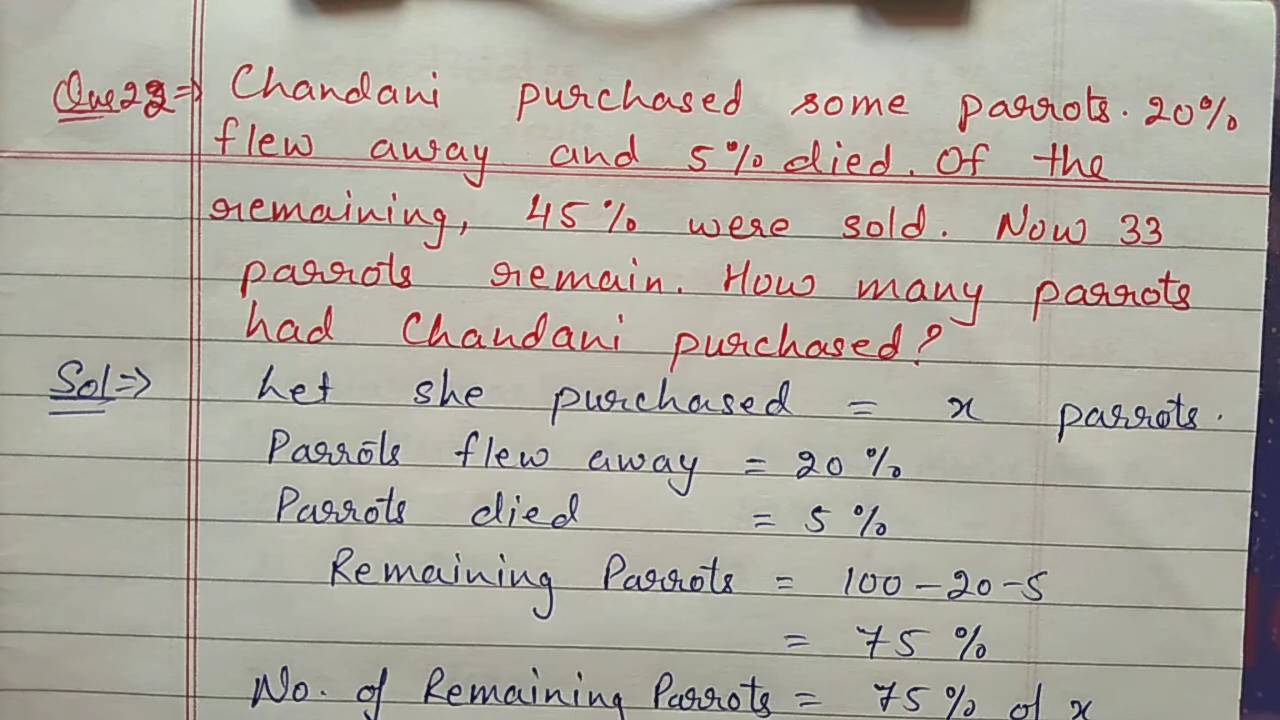 Que 22 => Chandani purchased some parrots. 20%
flew away and 5% died. Of the
remaining, 45% were sold. Now 33
parrots remain. How many parrots
had Chandani purchased?
Sol => Let she purchased = x parrots.
Parrots flew away = 20%
Parrots died = 5%
Remaining Parrots = 100-20-5
= 75%
No. of Remaining Parrots = 75% of x